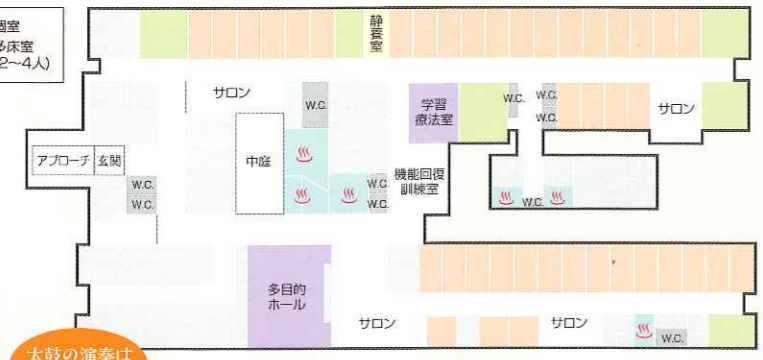 個室
多床室
2～4人)
静養室
サロン
W.C.
学習
療法室
W.C.
W.C.
W.C.
サロン
アプローチ
玄関
中庭
機能回復
訓練室
W.C.
W.C.
W.C.
W.C.
W.C.
多目的
ホール
サロン
サロン
W.C.
太鼓の演奏は